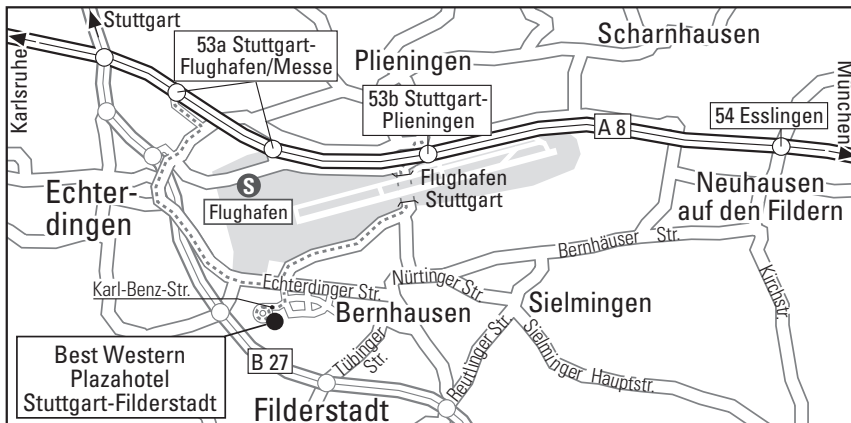 Stuttgart
Karlsruhe
53a Stuttgart-
Flughafen/Messe
Plieningen
Scharnhausen
53b Stuttgart-
Plieningen
A 8
54 Esslingen
München
Echter-
dingen
S
Flughafen
Flughafen
Stuttgart
Neuhausen
auf den Fildern
Bernhäuser Str.
Karl-Benz-Str.
Echterdinger Str.
Nürtinger Str.
Bernhausen
Sielmingen
Kirchstr.
Best Western
Plazahotel
Stuttgart-Filderstadt
B 27
Tübinger
Str.
Reutlinger Str.
Sielminger Hauptstr.
Filderstadt